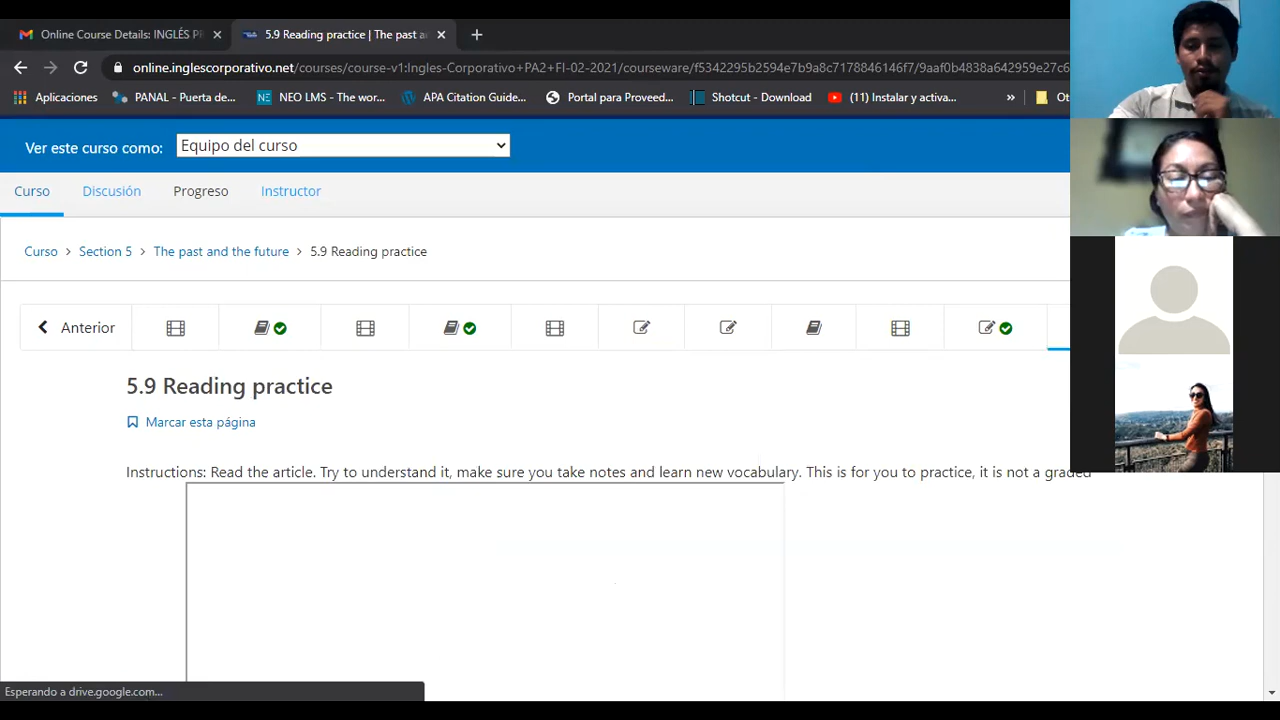 Online Course Details: INGLÉS PR
5.9 Reading practice | The past a
online.inglescorporativo.net/courses/course-v1:Ingles-Corporativo+PA2+FI-02-2021/courseware/f5342295b2594e7b9a8c7178846146f7/9aaf0b4838a642959e27c6
Aplicaciones
PANAL - Puerta de...
NEO LMS - The wor...
APA Citation Guide...
Portal para Proveed...
Shotcut - Download
(11) Instalar y activa...
»
Ot
Ver este curso como:
Equipo del curso
Curso
Discusión
Progreso
Instructor
Curso > Section 5 > The past and the future > 5.9 Reading practice
Anterior
5.9 Reading practice
Marcar esta página
Instructions: Read the article. Try to understand it, make sure you take notes and learn new vocabulary. This is for you to practice, it is not a graded
Esperando a drive.google.com...